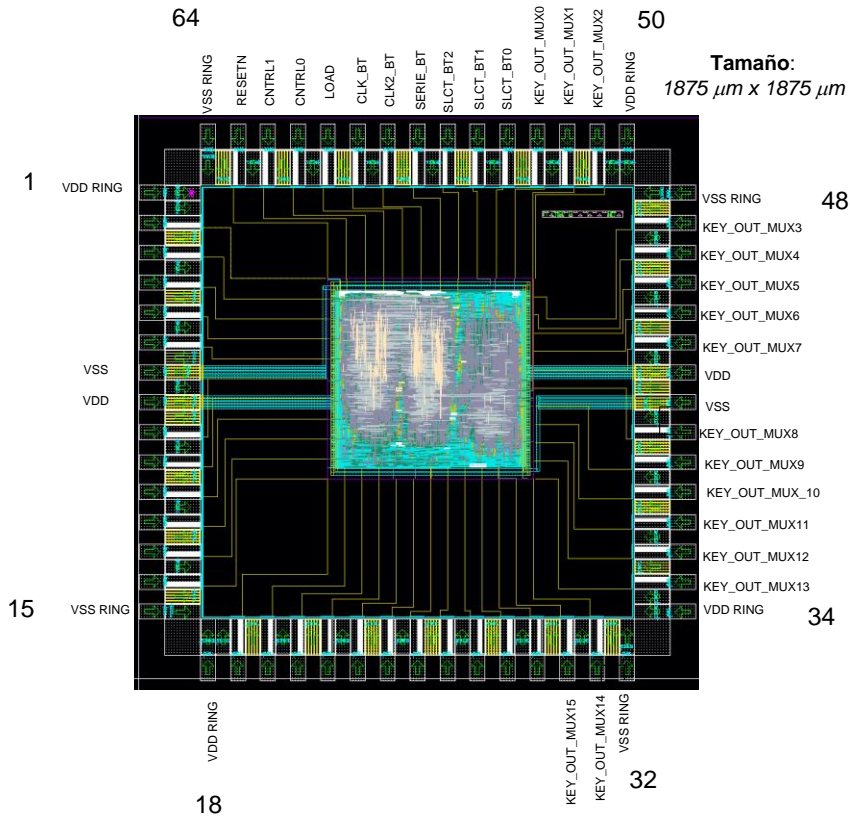 64
50
VSS RING
RESETN
CNTRL1
CNTRL0
LOAD
CLK_BT
CLK2_BT
SERIE_BT
SLCT_BT2
SLCT_BT1
SLCT_BT0
KEY_OUT_MUX0
KEY_OUT_MUX1
KEY_OUT_MUX2
VDD RING
Tamaño:
1875 µm x 1875 µm
1
VDD RING
VSS
VDD
15
VSS RING
VSS RING
48
KEY_OUT_MUX3
KEY_OUT_MUX4
KEY_OUT_MUX5
KEY_OUT_MUX6
KEY_OUT_MUX7
VDD
VSS
KEY_OUT_MUX8
KEY_OUT_MUX9
KEY_OUT_MUX_10
KEY_OUT_MUX11
KEY_OUT_MUX12
KEY_OUT_MUX13
VDD RING
34
VDD RING
18
KEY_OUT_MUX15
KEY_OUT_MUX14
VSS RING
32